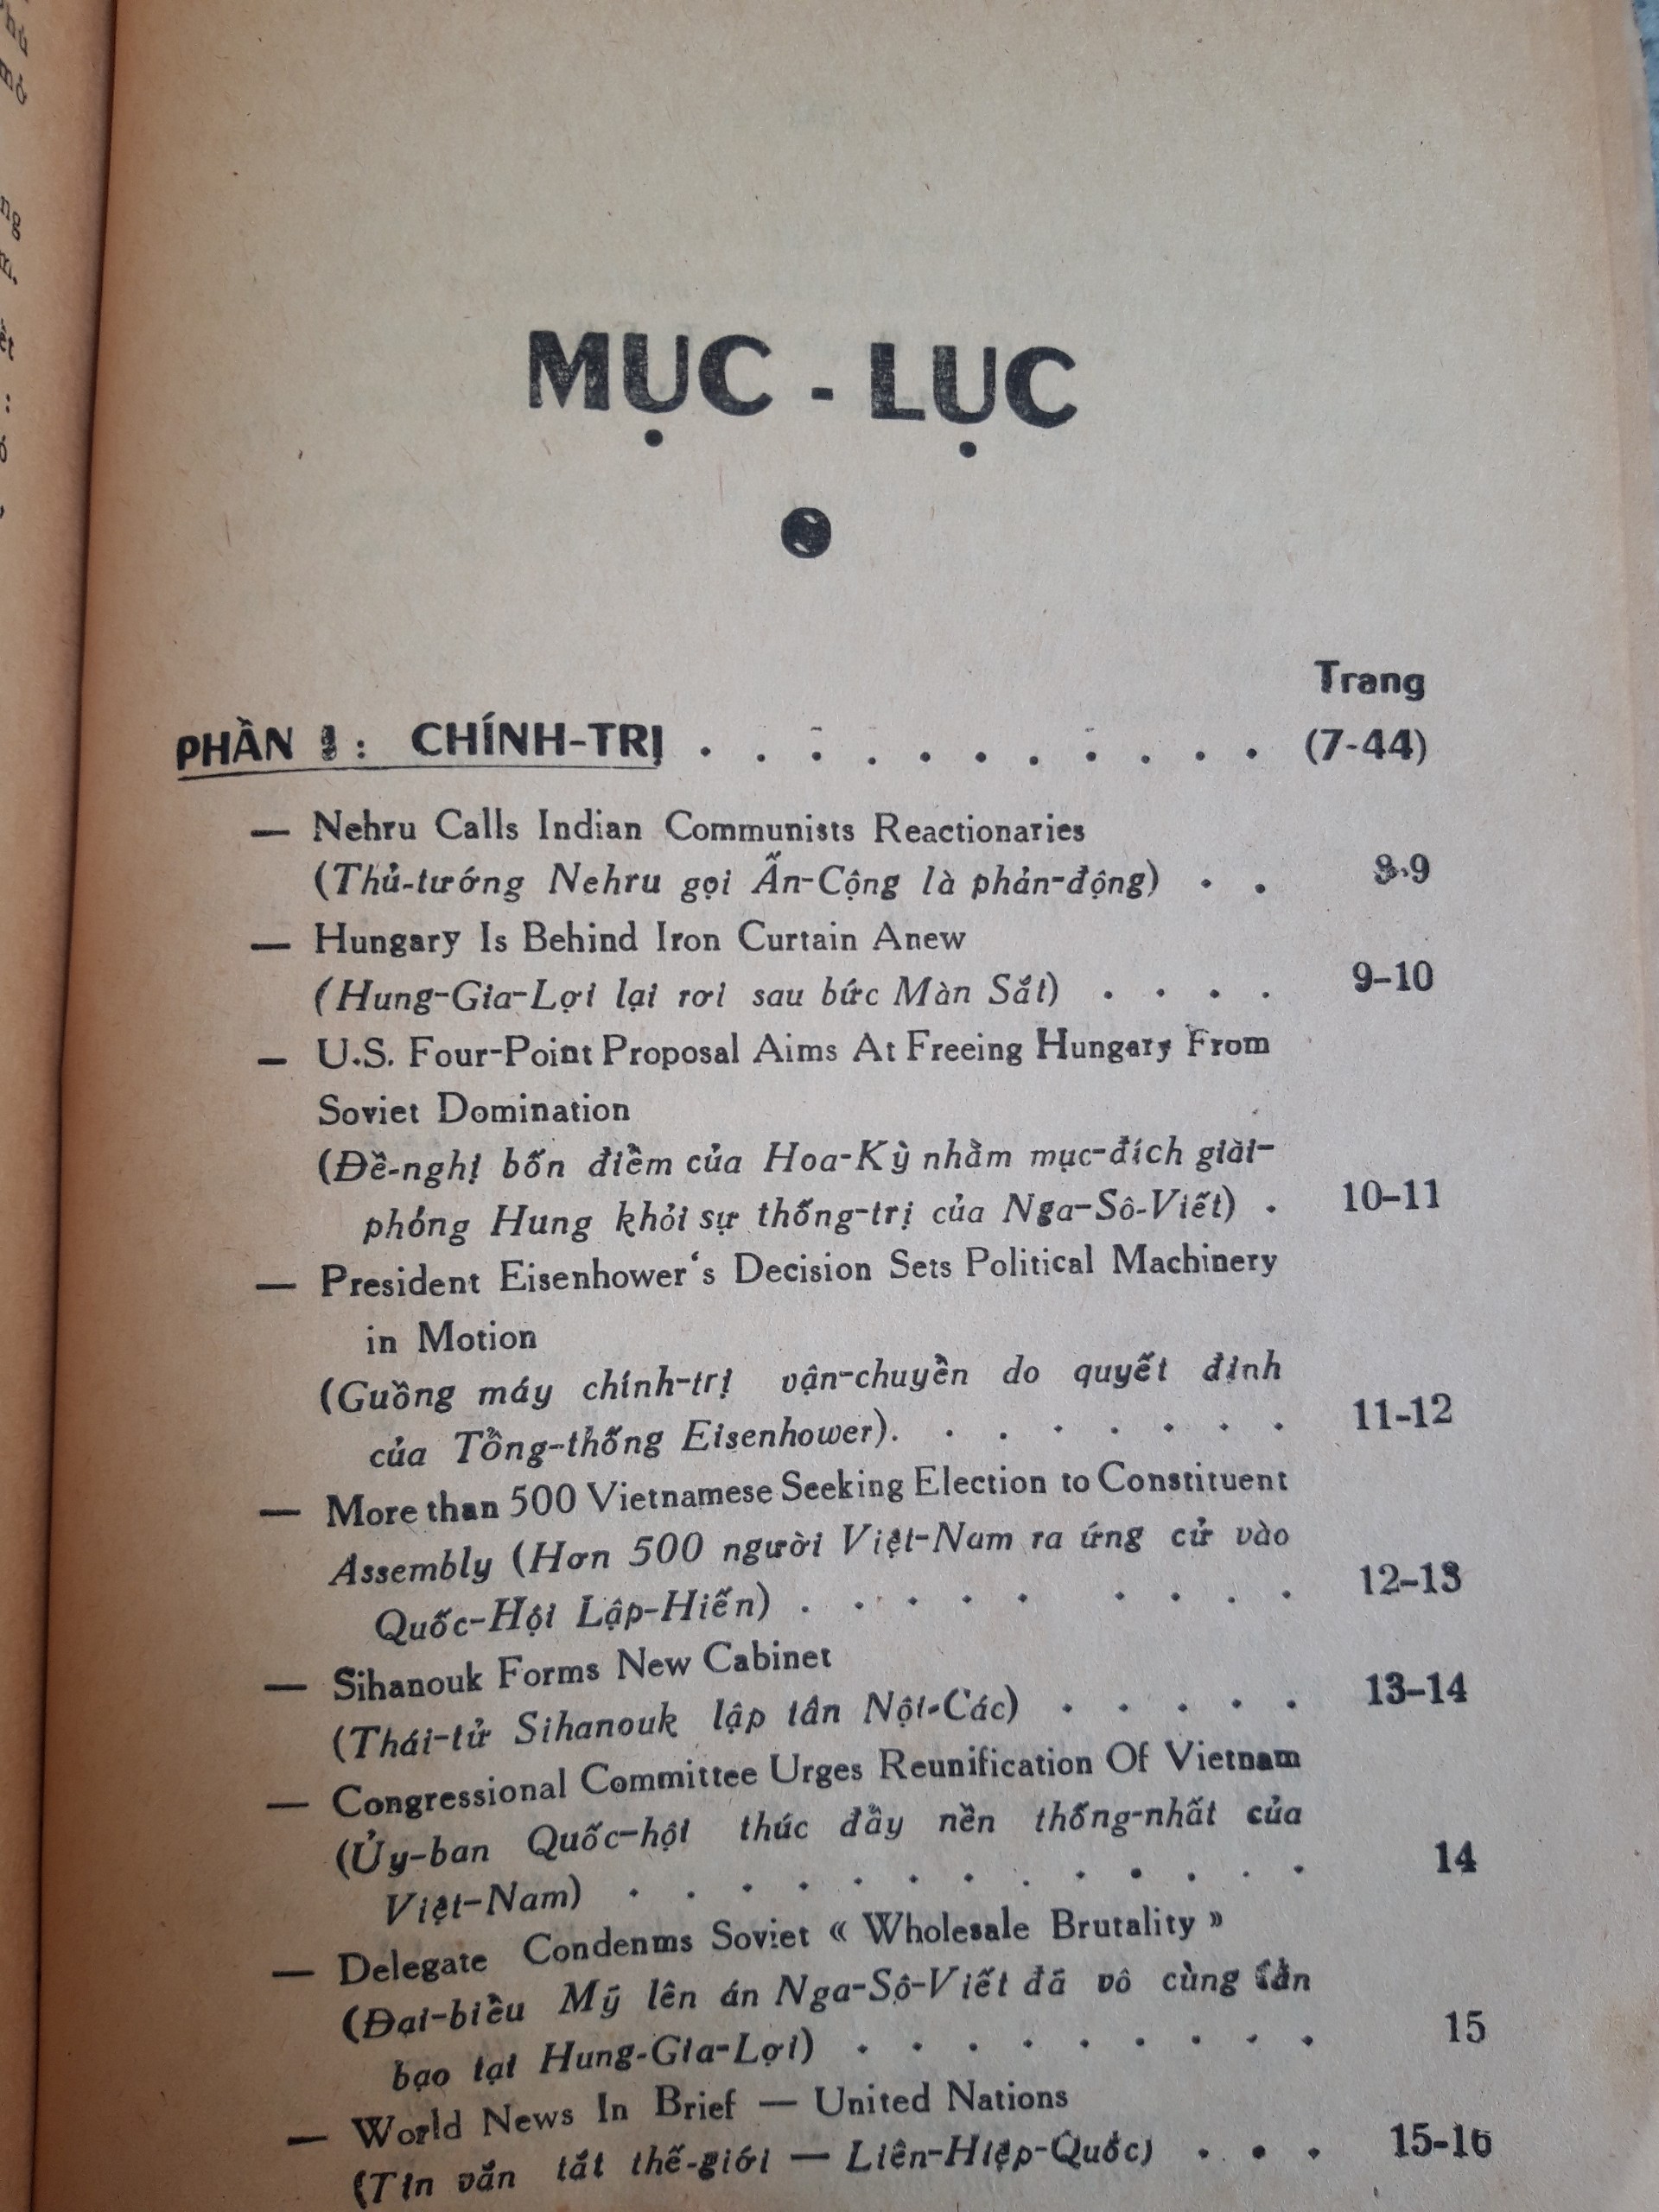 MỤC - LỤC
Trang
PHẦN I : CHÍNH-TRỊ . . . . . . . . . . . (7-44)
— Nehru Calls Indian Communists Reactionaries
(Thủ-tướng Nehru gọi Ấn-Cộng là phản-động) . . 8-9
— Hungary Is Behind Iron Curtain Anew
(Hung-Gia-Lợi lại rơi sau bức Màn Sắt) . . . . 9-10
— U.S. Four-Point Proposal Aims At Freeing Hungary From
Soviet Domination
(Đề-nghị bốn điểm của Hoa-Kỳ nhằm mục-đích giải-
phóng Hung khỏi sự thống-trị của Nga-Sô-Viết) . 10-11
— President Eisenhower‘s Decision Sets Political Machinery
in Motion
(Guồng máy chính-trị vận-chuyển do quyết định
của Tổng-thống Eisenhower). . . . . . . . 11-12
— More than 500 Vietnamese Seeking Election to Constituent
Assembly (Hơn 500 người Việt-Nam ra ứng cử vào
Quốc-Hội Lập-Hiến) . . . . . . . . . 12-13
— Sihanouk Forms New Cabinet
(Thái-tử Sihanouk lập tân Nội-Các) . . . . . 13-14
— Congressional Committee Urges Reunification Of Vietnam
(Ủy-ban Quốc-hội thúc đẩy nền thống-nhất của
Việt-Nam) . . . . . . . . . . . . . 14
— Delegate Condenms Soviet « Wholesale Brutality »
(Đại-biểu Mỹ lên án Nga-Sô-Viết đã vô cùng tàn
bạo tại Hung-Gia-Lợi) . . . . . . . . . 15
— World News In Brief — United Nations
(Tin vắn tắt thế-giới — Liên-Hiệp-Quốc) . . . 15-16